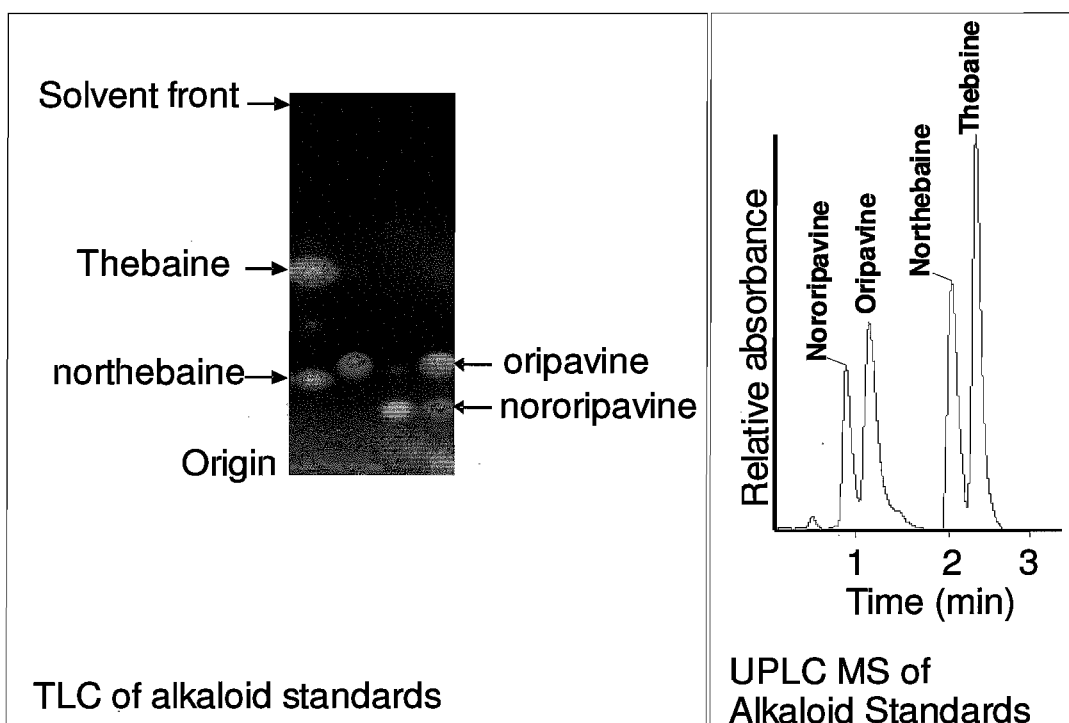 Solvent front
Thebaine
northebaine
oripavine
nororipavine
Origin
TLC of alkaloid standards
Relative absorbance
Nororipavine
Oripavine
Northebaine
Thebaine
1 2 3
Time (min)
UPLC MS of
Alkaloid Standards